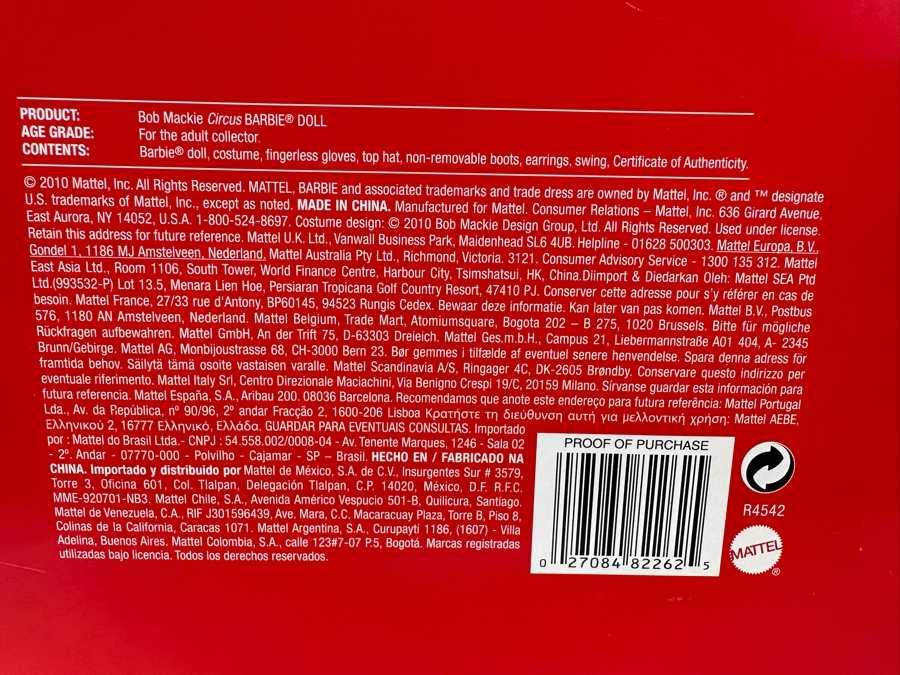 PRODUCT: Bob Mackie Circus BARBIE® DOLL
AGE GRADE: For the adult collector.
CONTENTS: Barbie® doll, costume, fingerless gloves, top hat, non-removable boots, earrings, swing, Certificate of Authenticity.
© 2010 Mattel, Inc. All Rights Reserved. MATTEL, BARBIE and associated trademarks and trade dress are owned by Mattel, Inc. ® and ™ designate
U.S. trademarks of Mattel, Inc., except as noted. MADE IN CHINA. Manufactured for Mattel. Consumer Relations – Mattel, Inc. 636 Girard Avenue,
East Aurora, NY 14052, U.S.A. 1-800-524-8697. Costume design: © 2010 Bob Mackie Design Group, Ltd. All Rights Reserved. Used under license.
Retain this address for future reference. Mattel U.K. Ltd., Vanwall Business Park, Maidenhead SL6 4UB. Helpline - 01628 500303. Mattel Europa, B.V.,
Gondel 1, 1186 MJ Amstelveen, Nederland. Mattel Australia Pty Ltd., Richmond, Victoria. 3121. Consumer Advisory Service - 1300 135 312. Mattel
East Asia Ltd., Room 1106, South Tower, World Finance Centre, Harbour City, Tsimshatsui, HK, China.Diimport & Diedarkan Oleh: Mattel SEA Ptd
Ltd.(993532-P) Lot 13.5, Menara Lien Hoe, Persiaran Tropicana Golf Country Resort, 47410 PJ. Conserver cette adresse pour s'y référer en cas de
besoin. Mattel France, 27/33 rue d'Antony, BP60145, 94523 Rungis Cedex. Bewaar deze informatie. Kan later van pas komen. Mattel B.V., Postbus
576, 1180 AN Amstelveen, Nederland. Mattel Belgium, Trade Mart, Atomiumsquare, Bogota 202 – B 275, 1020 Brussels. Bitte für mögliche
Rückfragen aufbewahren. Mattel GmbH, An der Trift 75, D-63303 Dreieich. Mattel Ges.m.b.H., Campus 21, Liebermannstraße A01 404, A- 2345
Brunn/Gebirge. Mattel AG, Monbijoustrasse 68, CH-3000 Bern 23. Bør gemmes i tilfælde af eventuel senere henvendelse. Spara denna adress för
framtida behov. Säilytä tämä osoite vastaisen varalle. Mattel Scandinavia A/S, Ringager 4C, DK-2605 Brøndby. Conservare questo indirizzo per
eventuale riferimento. Mattel Italy Srl, Centro Direzionale Maciachini, Via Benigno Crespi 19/C, 20159 Milano. Sírvanse guardar esta información para
futura referencia. Mattel España, S.A., Aribau 200. 08036 Barcelona. Recomendamos que anote este endereço para futura referência: Mattel Portugal
Lda., Av. da República, nº 90/96, 2º andar Fracção 2, 1600-206 Lisboa Κρατήστε τη διεύθυνση αυτή για μελλοντική χρήση: Mattel AEBE,
Ελληνικού 2, 16777 Ελληνικό, Ελλάδα. GUARDAR PARA EVENTUAIS CONSULTAS. Importado
por : Mattel do Brasil Ltda.- CNPJ : 54.558.002/0008-04 - Av. Tenente Marques, 1246 - Sala 02
- 2º. Andar - 07770-000 - Polvilho - Cajamar - SP – Brasil. HECHO EN / FABRICADO NA
CHINA. Importado y distribuido por Mattel de México, S.A. de C.V., Insurgentes Sur # 3579,
Torre 3, Oficina 601, Col. Tlalpan, Delegación Tlalpan, C.P. 14020, México, D.F. R.F.C.
MME-920701-NB3. Mattel Chile, S.A., Avenida Américo Vespucio 501-B, Quilicura, Santiago.
Mattel de Venezuela, C.A., RIF J301596439, Ave. Mara, C.C. Macaracuay Plaza, Torre B, Piso 8,
Colinas de la California, Caracas 1071. Mattel Argentina, S.A., Curupaytí 1186, (1607) - Villa
Adelina, Buenos Aires. Mattel Colombia, S.A., calle 123#7-07 P.5, Bogotá. Marcas registradas
utilizadas bajo licencia. Todos los derechos reservados.
PROOF OF PURCHASE
0 27084 82262 5
R4542
MATTEL
®